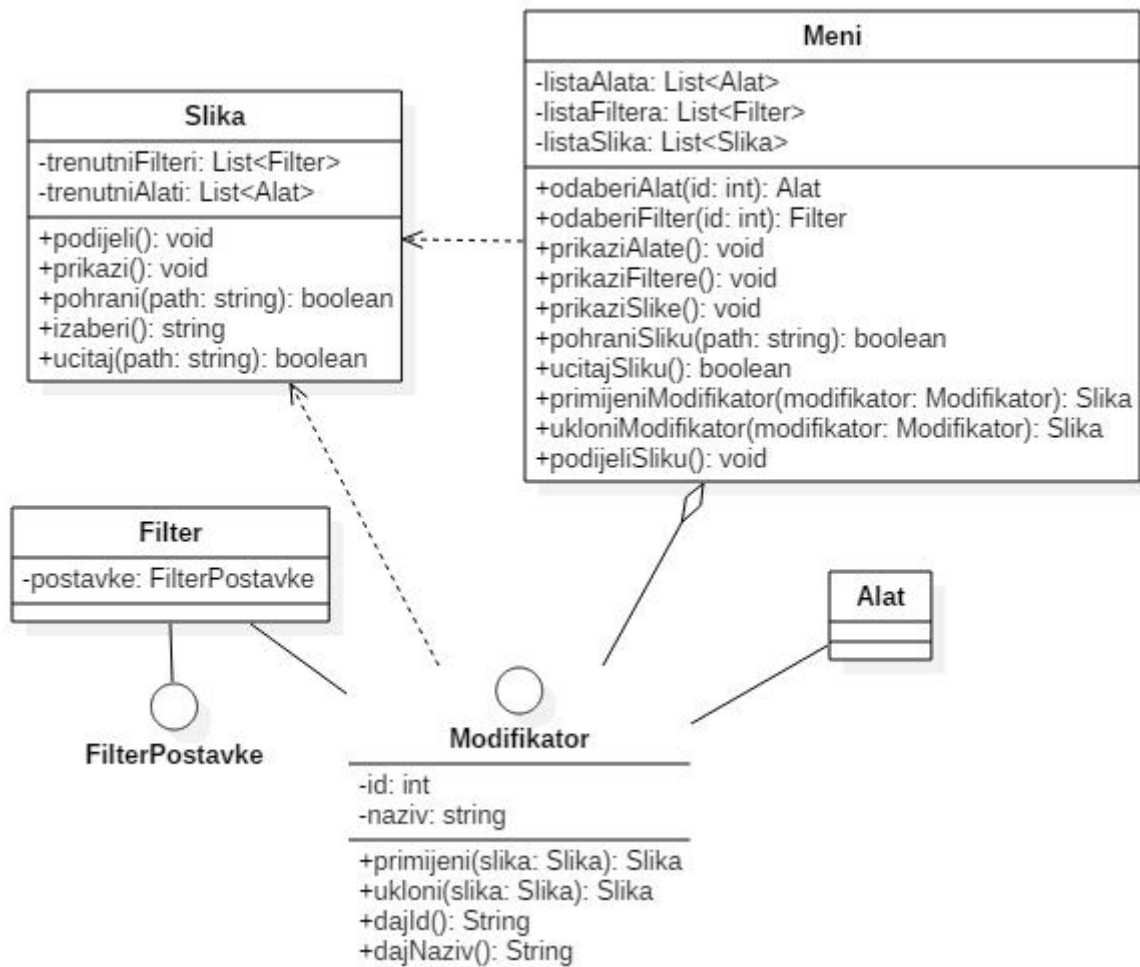 Meni
-listaAlata: List<Alat>
-listaFiltera: List<Filter>
-listaSlika: List<Slika>
+odaberiAlat(id: int): Alat
+odaberiFilter(id: int): Filter
+prikaziAlate(): void
+prikaziFiltere(): void
+prikaziSlike(): void
+pohraniSliku(path: string): boolean
+ucitajSliku(): boolean
+primijeniModifikator(modifikator: Modifikator): Slika
+ukloniModifikator(modifikator: Modifikator): Slika
+podijeliSliku(): void
Slika
-trenutniFilteri: List<Filter>
-trenutniAlati: List<Alat>
+podijeli(): void
+prikazi(): void
+pohrani(path: string): boolean
+izaberi(): string
+ucitaj(path: string): boolean
Filter
-postavke: FilterPostavke
Alat
FilterPostavke
Modifikator
-id: int
-naziv: string
+primijeni(slika: Slika): Slika
+ukloni(slika: Slika): Slika
+dajId(): String
+dajNaziv(): String